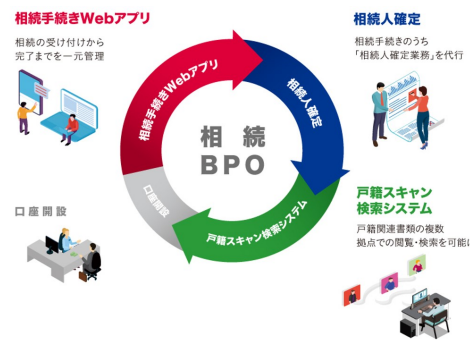 相続手続きWebアプリ
相続の受け付けから
完了までを一元管理
相続人確定
相続手続きのうち
「相続人確定業務」を代行
相続手続きWebアプリ
相続人確定
戸籍スキャン検索システム
口座開設
相続
BPO
口座開設
戸籍スキャン
検索システム
戸籍関連書類の複数
拠点での閲覧・検索を可能に